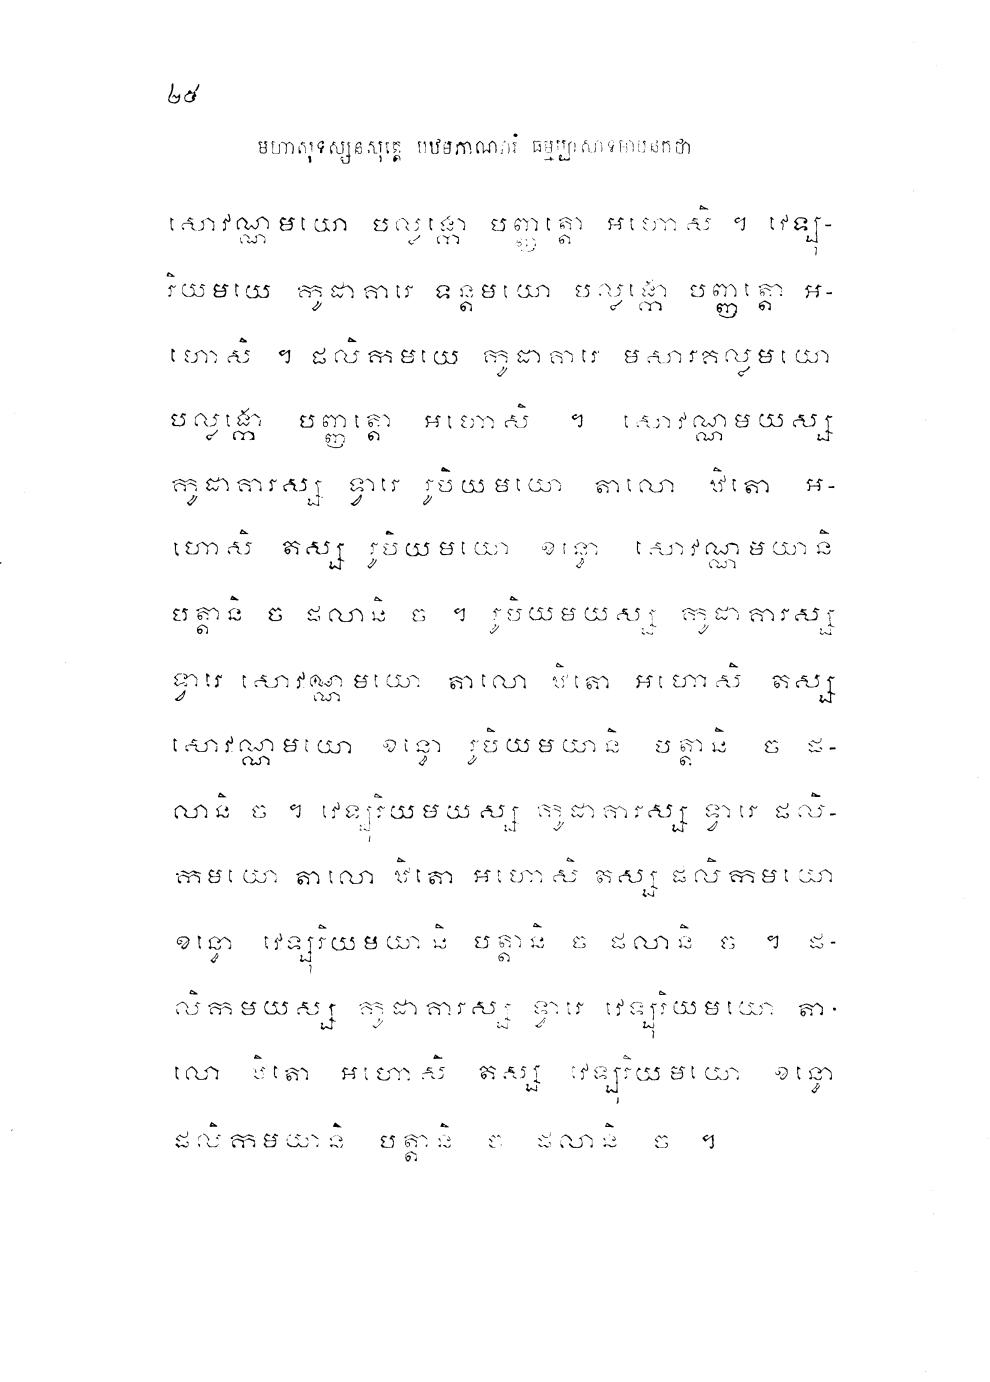 ២៥
មហាសុទស្សនសុត្តេ បឋមភាណវារំ ធម្មប្បាសាទមាបនកថា
សោវណ្ណមយោ បល្លង្កោ បញ្ញត្តោ អហោសិ ។ វេឡុ-
រិយមយេ កូដាគារេ ទន្តមយោ បល្លង្កោ បញ្ញត្តោ អ-
ហោសិ ។ ផលិកមយេ កូដាគារេ មសារគល្លមយោ
បល្លង្កោ បញ្ញត្តោ អហោសិ ។ សោវណ្ណមយស្ស
កូដាគារស្ស ទ្វារេ រូបិយមយោ តាលោ ឋិតោ អ-
ហោសិ តស្ស រូបិយមយោ ខន្ធោ សោវណ្ណមយានិ
បត្តានិ ច ផលានិ ច ។ រូបិយមយស្ស កូដាគារស្ស
ទ្វារេ សោវណ្ណមយោ តាលោ ឋិតោ អហោសិ តស្ស
សោវណ្ណមយោ ខន្ធោ រូបិយមយានិ បត្តានិ ច ផ-
លានិ ច ។ វេឡុរិយមយស្ស កូដាគារស្ស ទ្វារេ ផលិ-
កមយោ តាលោ ឋិតោ អហោសិ តស្ស ផលិកមយោ
ខន្ធោ វេឡុរិយមយានិ បត្តានិ ច ផលានិ ច ។ ផ-
លិកមយស្ស កូដាគារស្ស ទ្វារេ វេឡុរិយមយោ តា-
លោ ឋិតោ អហោសិ តស្ស វេឡុរិយមយោ ខន្ធោ
ផលិកមយានិ បត្តានិ ច ផលានិ ច ។